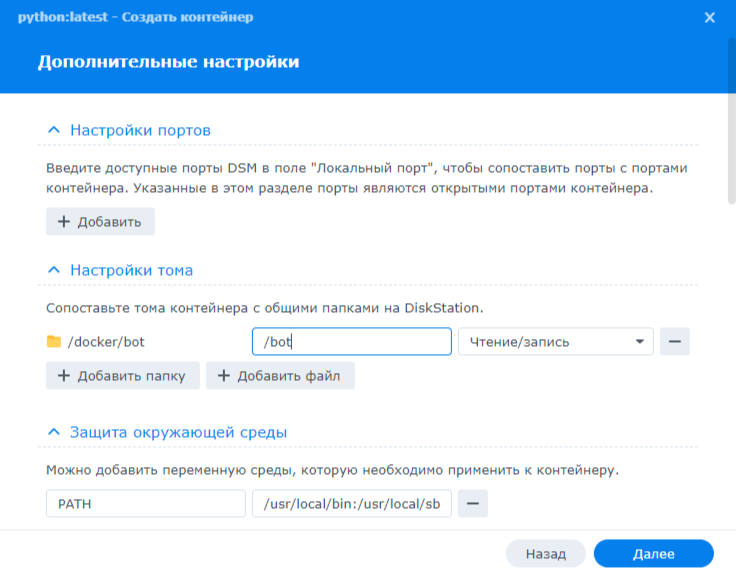 python:latest - Создать контейнер
Дополнительные настройки
Настройки портов
Введите доступные порты DSM в поле "Локальный порт", чтобы сопоставить порты с портами
контейнера. Указанные в этом разделе порты являются открытыми портами контейнера.
+ Добавить
Настройки тома
Сопоставьте тома контейнера с общими папками на DiskStation.
/docker/bot /bot Чтение/запись
+ Добавить папку + Добавить файл
Защита окружающей среды
Можно добавить переменную среды, которую необходимо применить к контейнеру.
PATH /usr/local/bin:/usr/local/sb
Назад Далее